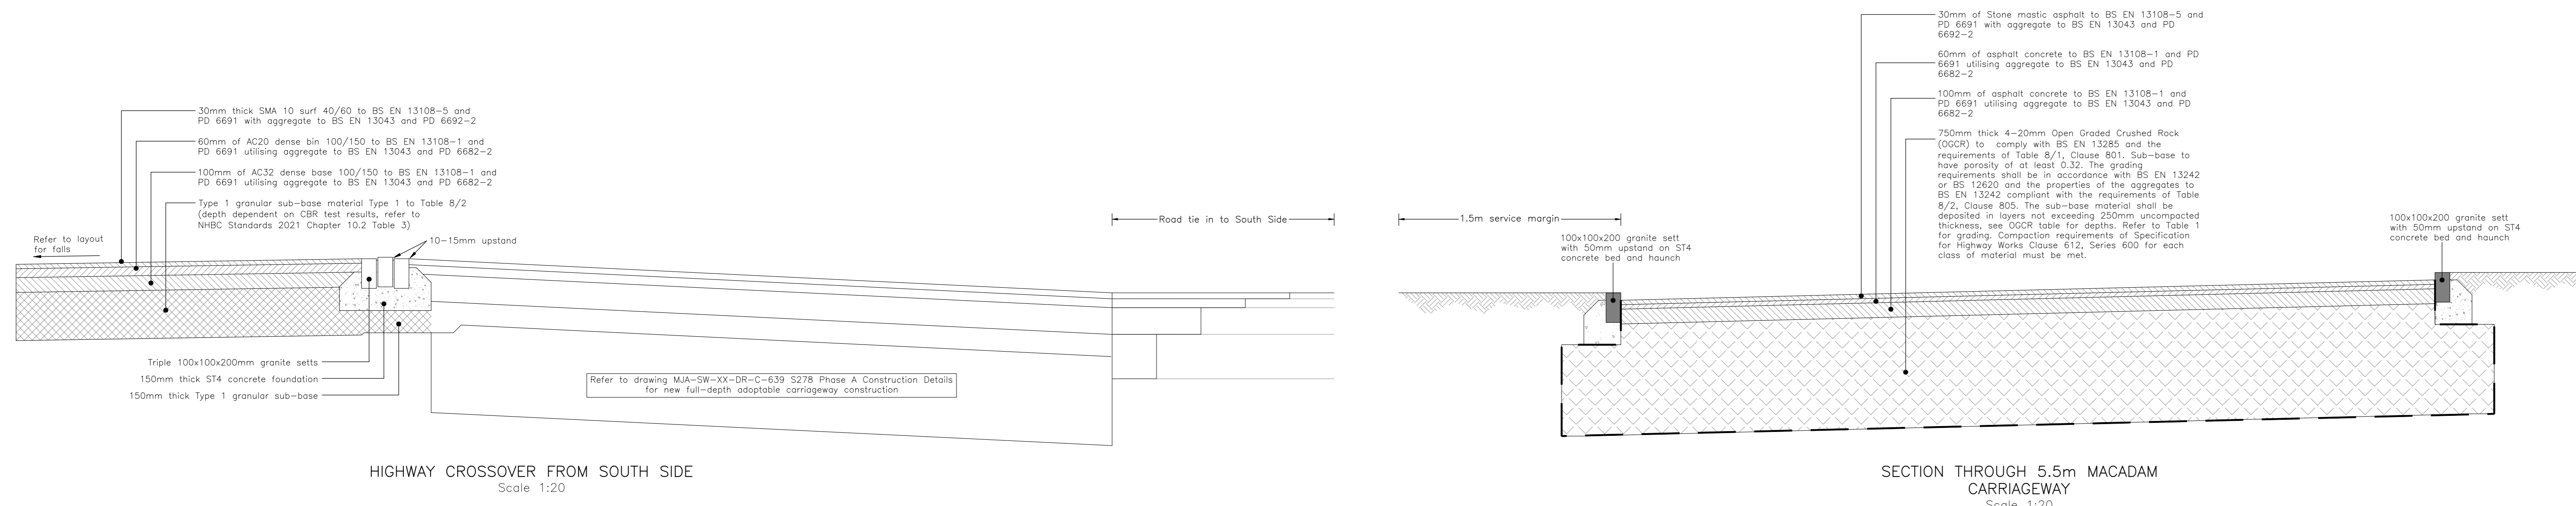 30mm thick SMA 10 surf 40/60 to BS EN 13108-5 and
PD 6691 with aggregate to BS EN 13043 and PD 6692-2
60mm of AC20 dense bin 100/150 to BS EN 13108-1 and
PD 6691 utilising aggregate to BS EN 13043 and PD 6682-2
100mm of AC32 dense base 100/150 to BS EN 13108-1 and
PD 6691 utilising aggregate to BS EN 13043 and PD 6682-2
Type 1 granular sub-base material Type 1 to Table 8/2
(depth dependent on CBR test results, refer to
NHBC Standards 2021 Chapter 10.2 Table 3)
Refer to layout
for falls
10-15mm upstand
Road tie in to South Side
Triple 100x100x200mm granite setts
150mm thick ST4 concrete foundation
150mm thick Type 1 granular sub-base
Refer to drawing MJA-SW-XX-DR-C-639 S278 Phase A Construction Details
for new full-depth adoptable carriageway construction
HIGHWAY CROSSOVER FROM SOUTH SIDE
Scale 1:20
30mm of Stone mastic asphalt to BS EN 13108-5 and
PD 6691 with aggregate to BS EN 13043 and PD
6692-2
60mm of asphalt concrete to BS EN 13108-1 and PD
6691 utilising aggregate to BS EN 13043 and PD
6682-2
100mm of asphalt concrete to BS EN 13108-1 and
PD 6691 utilising aggregate to BS EN 13043 and PD
6682-2
750mm thick 4-20mm Open Graded Crushed Rock
(OGCR) to comply with BS EN 13285 and the
requirements of Table 8/1, Clause 801. Sub-base to
have porosity of at least 0.32. The grading
requirements shall be in accordance with BS EN 13242
or BS 12620 and the properties of the aggregates to
BS EN 13242 compliant with the requirements of Table
8/2, Clause 805. The sub-base material shall be
deposited in layers not exceeding 250mm uncompacted
thickness, see OGCR table for depths. Refer to Table 1
for grading. Compaction requirements of Specification
for Highway Works Clause 612, Series 600 for each
class of material must be met.
1.5m service margin
100x100x200 granite sett
with 50mm upstand on ST4
concrete bed and haunch
100x100x200 granite sett
with 50mm upstand on ST4
concrete bed and haunch
SECTION THROUGH 5.5m MACADAM
CARRIAGEWAY
Scale 1:20